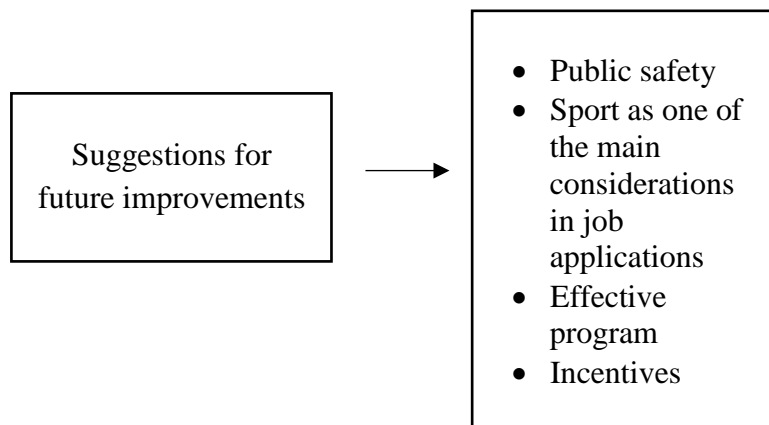 Suggestions for
future improvements
• Public safety
• Sport as one of
the main
considerations
in job
applications
• Effective
program
• Incentives